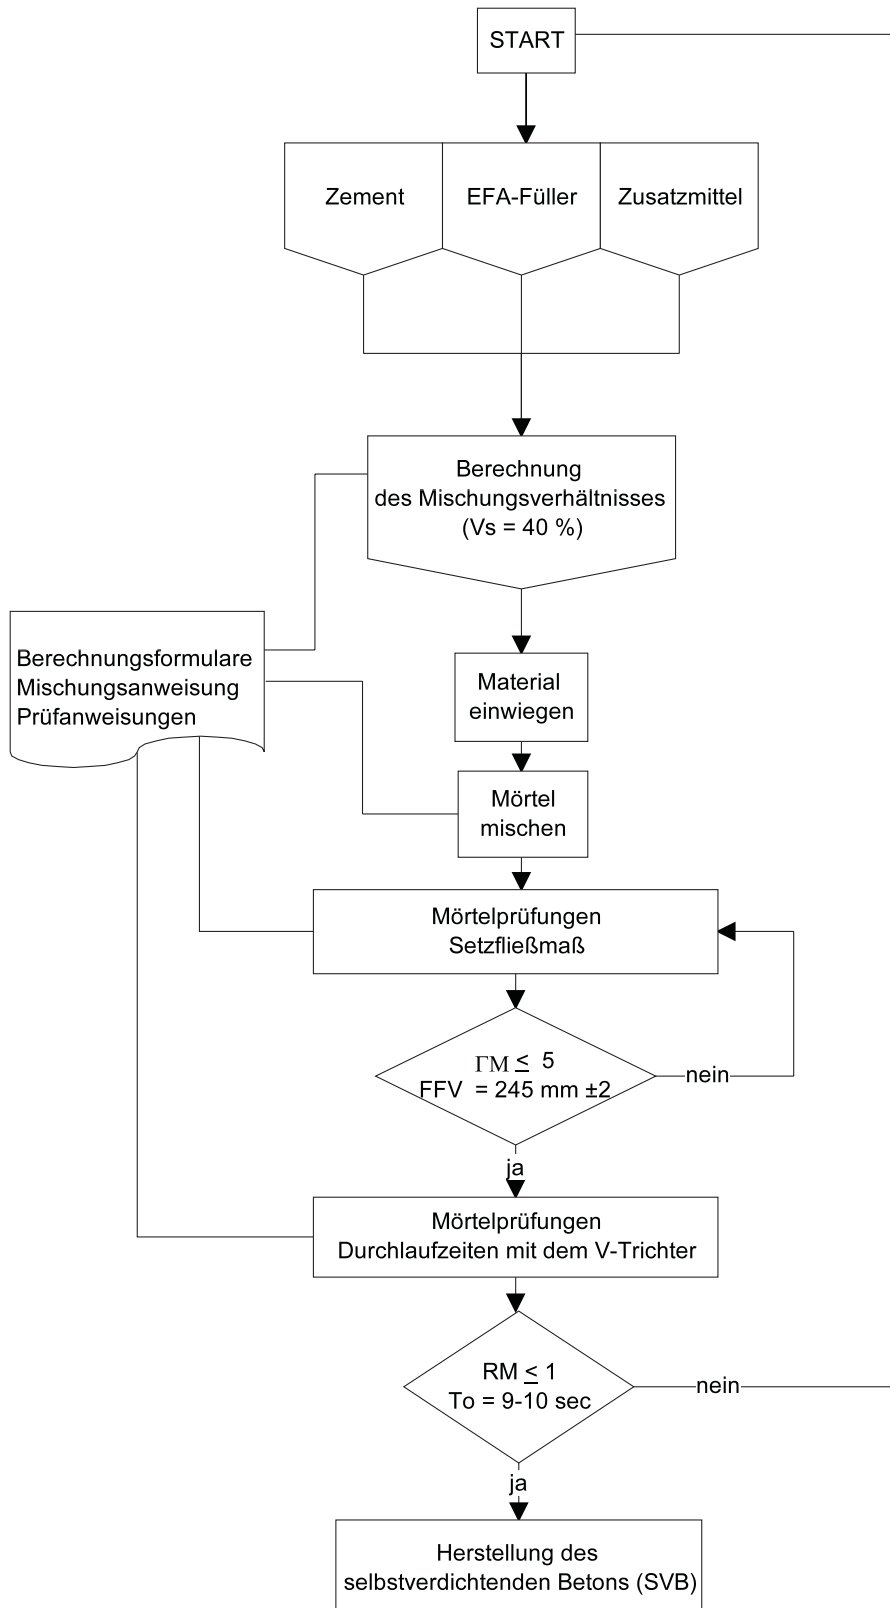 START
Zement
EFA-Füller
Zusatzmittel
Berechnung
des Mischungsverhältnisses
(Vs = 40 %)
Berechnungsformulare
Mischungsanweisung
Prüfanweisungen
Material
einwiegen
Mörtel
mischen
Mörtelprüfungen
Setzfließmaß
ΓM ≤ 5
FFV = 245 mm ±2
nein
ja
Mörtelprüfungen
Durchlaufzeiten mit dem V-Trichter
RM ≤ 1
To = 9-10 sec
nein
ja
Herstellung des
selbstverdichtenden Betons (SVB)